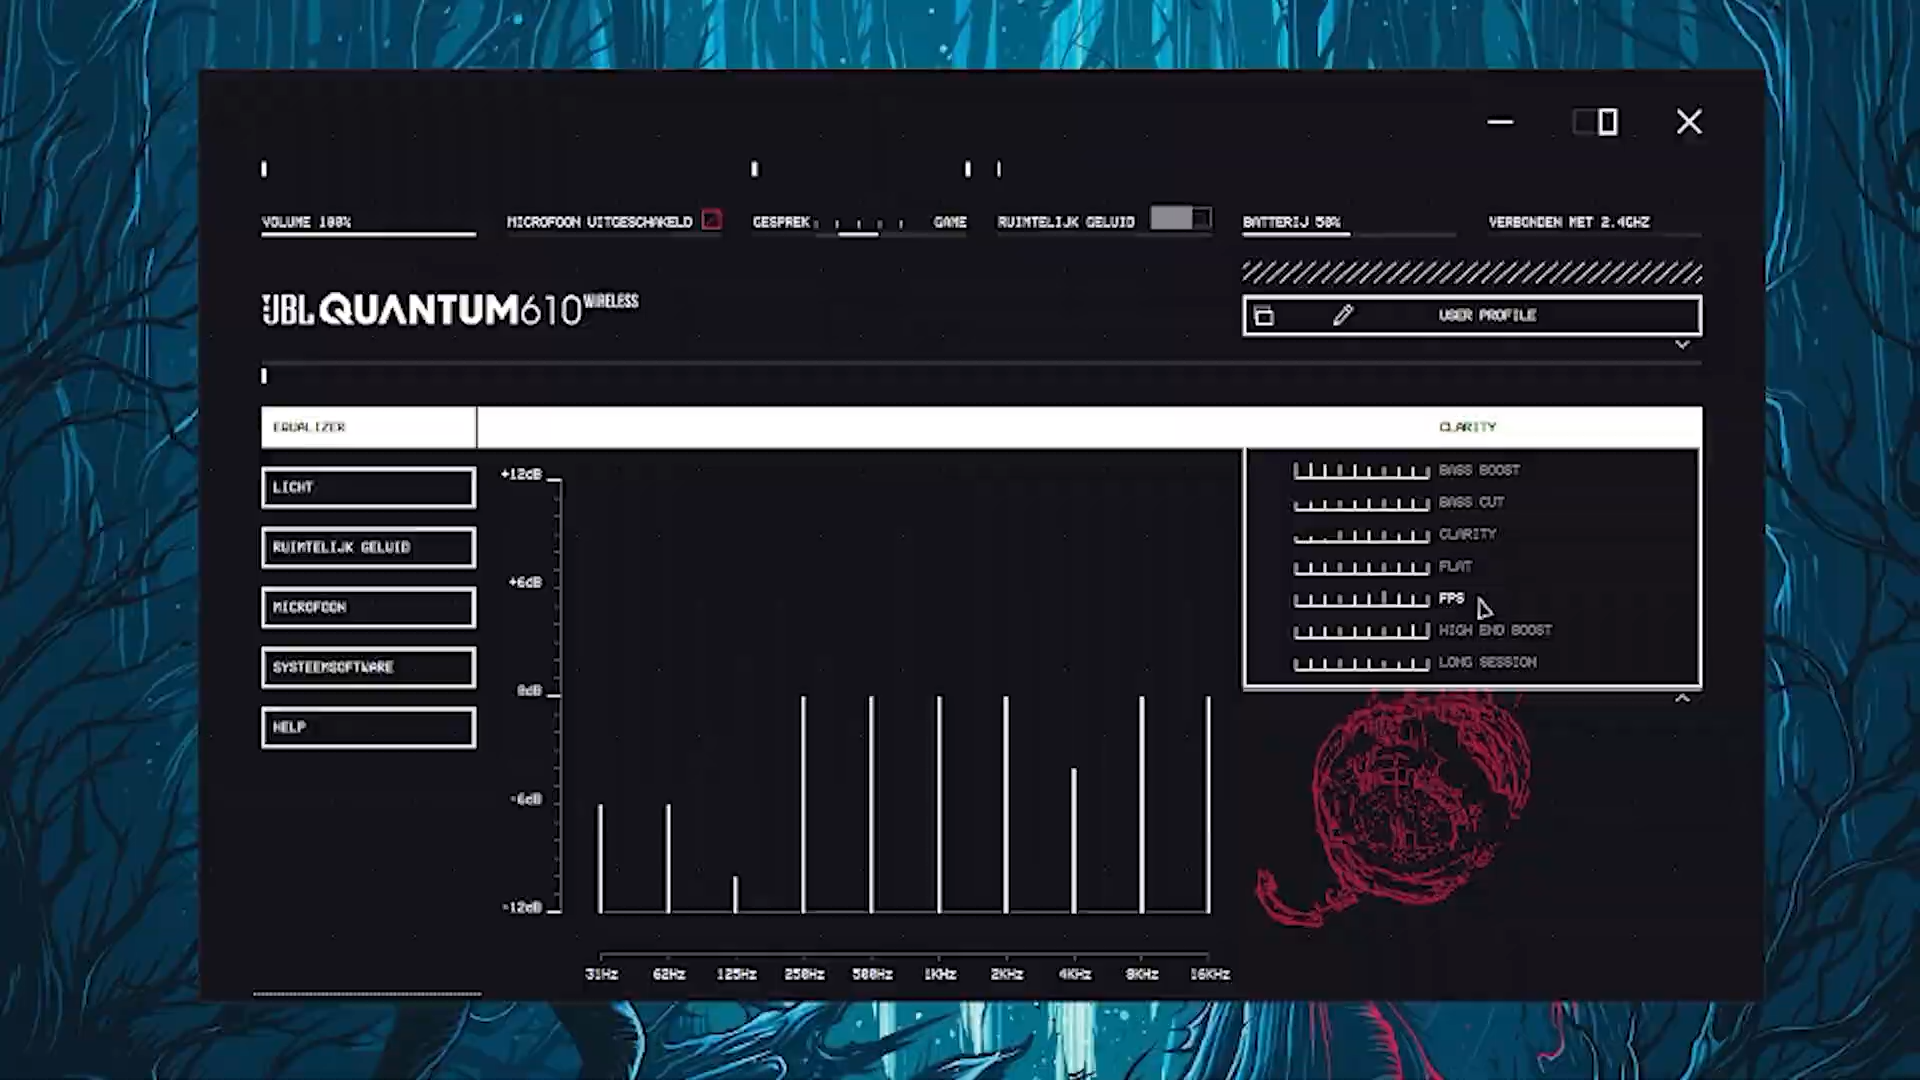 VOLUME 100%
MICROFOON UITGESCHAKELD
GESPREK
GAME
RUIMTELIJK GELUID
BATTERIJ 50%
VERBONDEN MET 2.4GHZ
JBL QUANTUM610 WIRELESS
USER PROFILE
EQUALIZER
CLARITY
LICHT
RUIMTELIJK GELUID
MICROFOON
SYSTEEMSOFTWARE
HELP
+12dB
+6dB
0dB
-6dB
-12dB
31Hz 62Hz 125Hz 250Hz 500Hz 1KHz 2KHz 4KHz 8KHz 16KHz
BASS BOOST
BASS CUT
CLARITY
FLAT
FPS
HIGH END BOOST
LONG SESSION